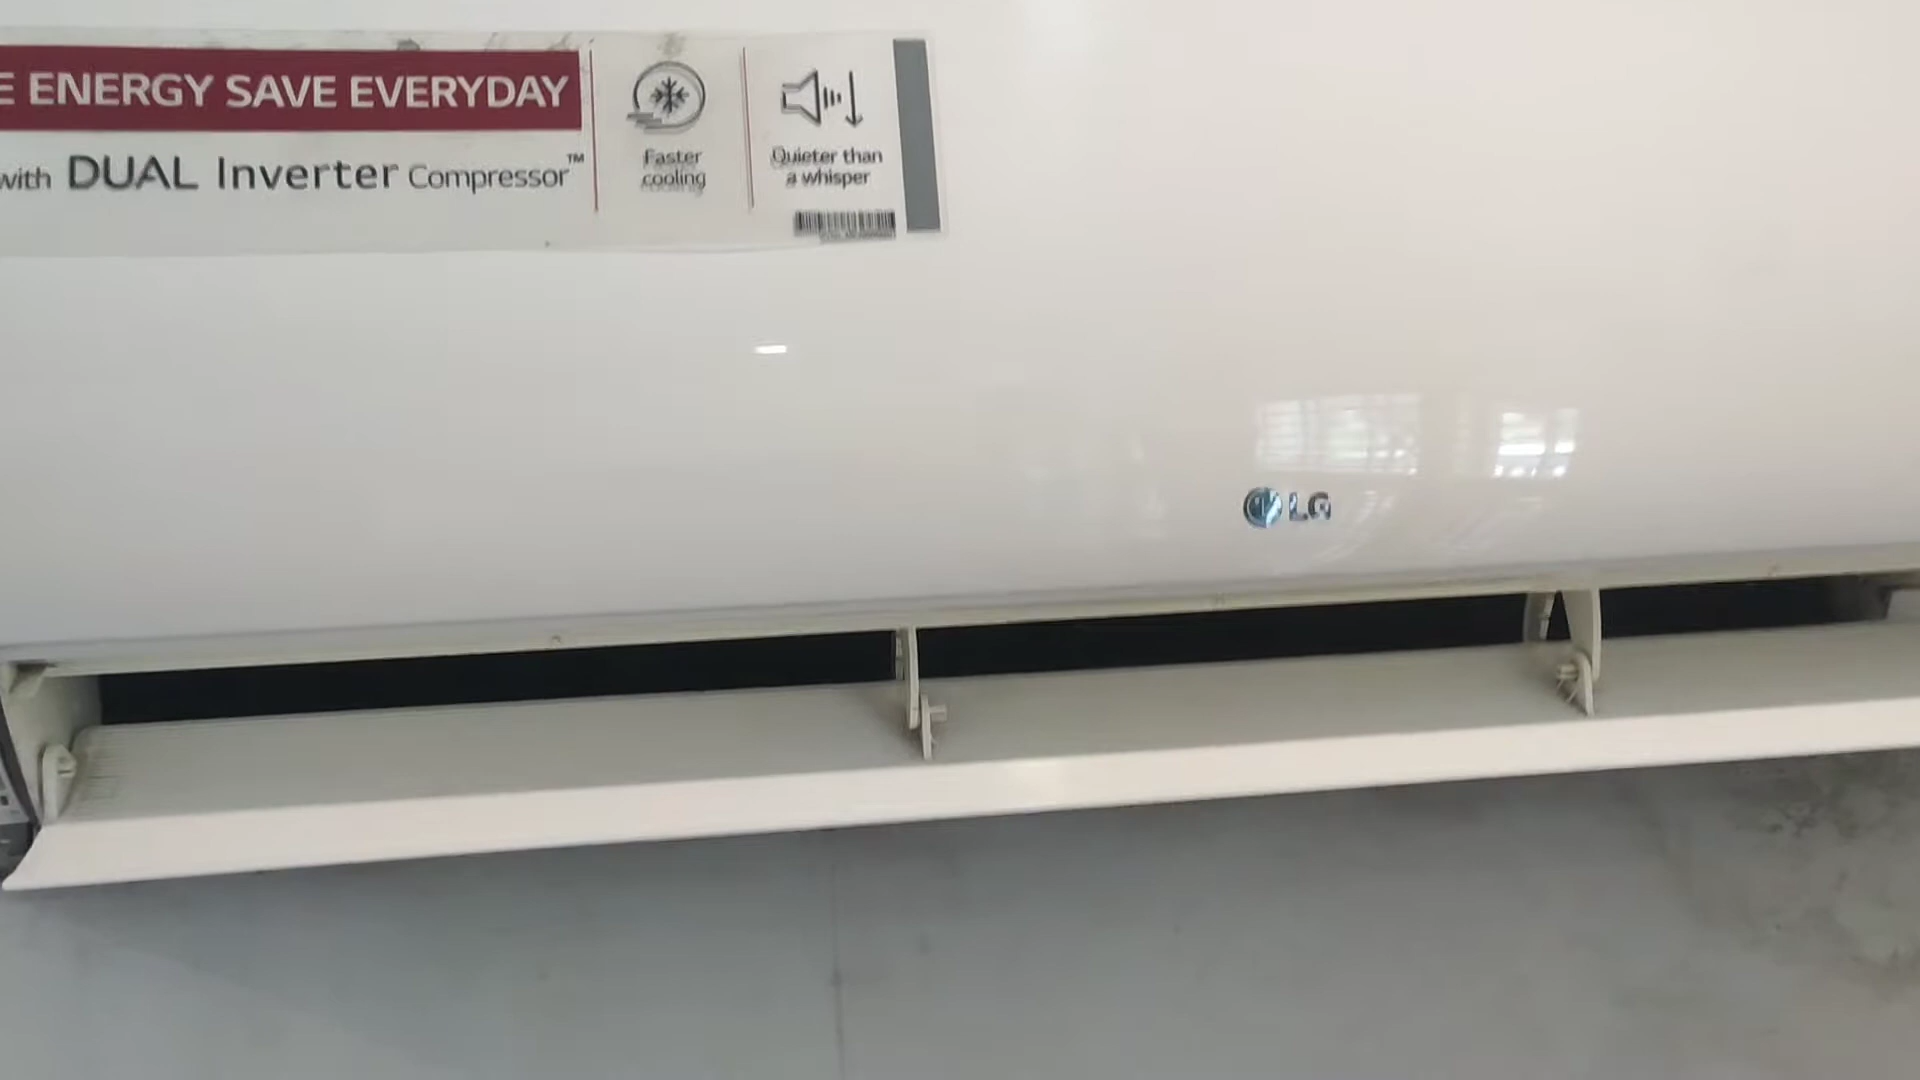 E ENERGY SAVE EVERYDAY
with DUAL Inverter Compressor™
Faster
cooling
Quieter than
a whisper
LG